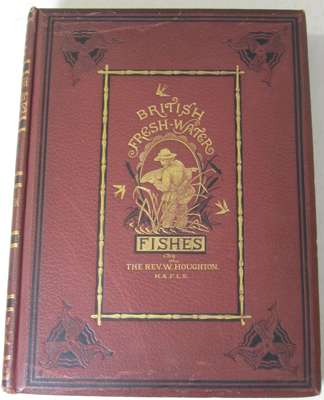 BRITISH
FRESH-WATER
FISHES
THE REV. W. HOUGHTON.
M.A.F.L.S.